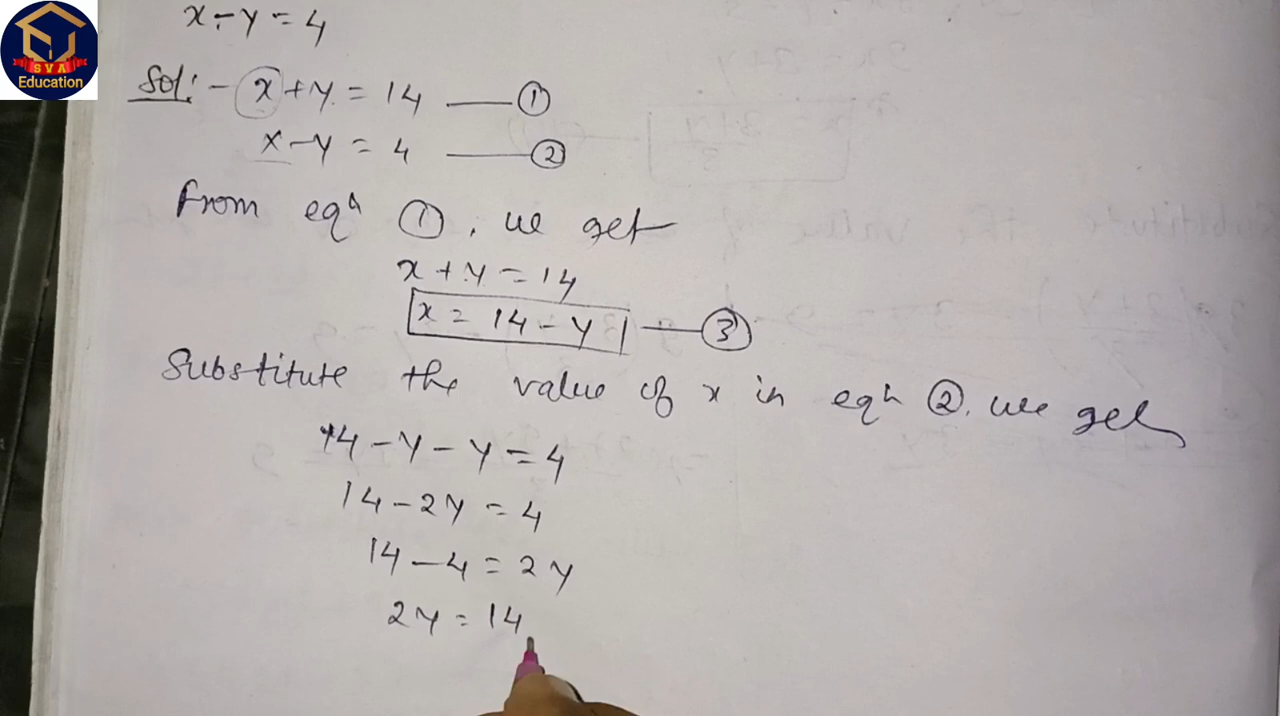 x - y = 4
SVA
Education
Sol: - x + y = 14 —— ①
x - y = 4 —— ②
From eqn ①, we get
x + y = 14
x = 14 - y —— ③
Substitute the value of x in eqn ②, we get
14 - y - y = 4
14 - 2y = 4
14 - 4 = 2y
2y = 14